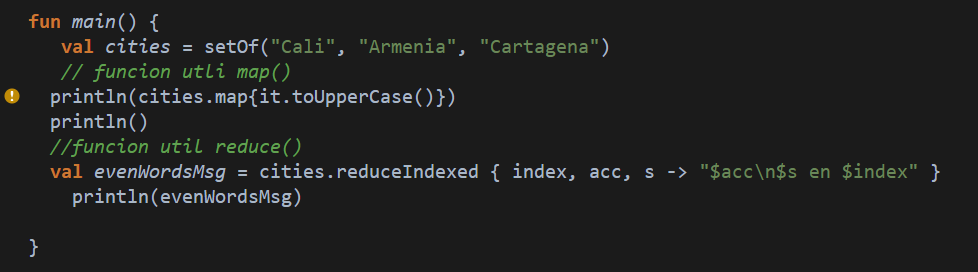 fun main() {
val cities = setOf("Cali", "Armenia", "Cartagena")
// funcion utli map()
println(cities.map{it.toUpperCase()})
println()
//funcion util reduce()
val evenWordsMsg = cities.reduceIndexed { index, acc, s -> "$acc\n$s en $index" }
println(evenWordsMsg)
}